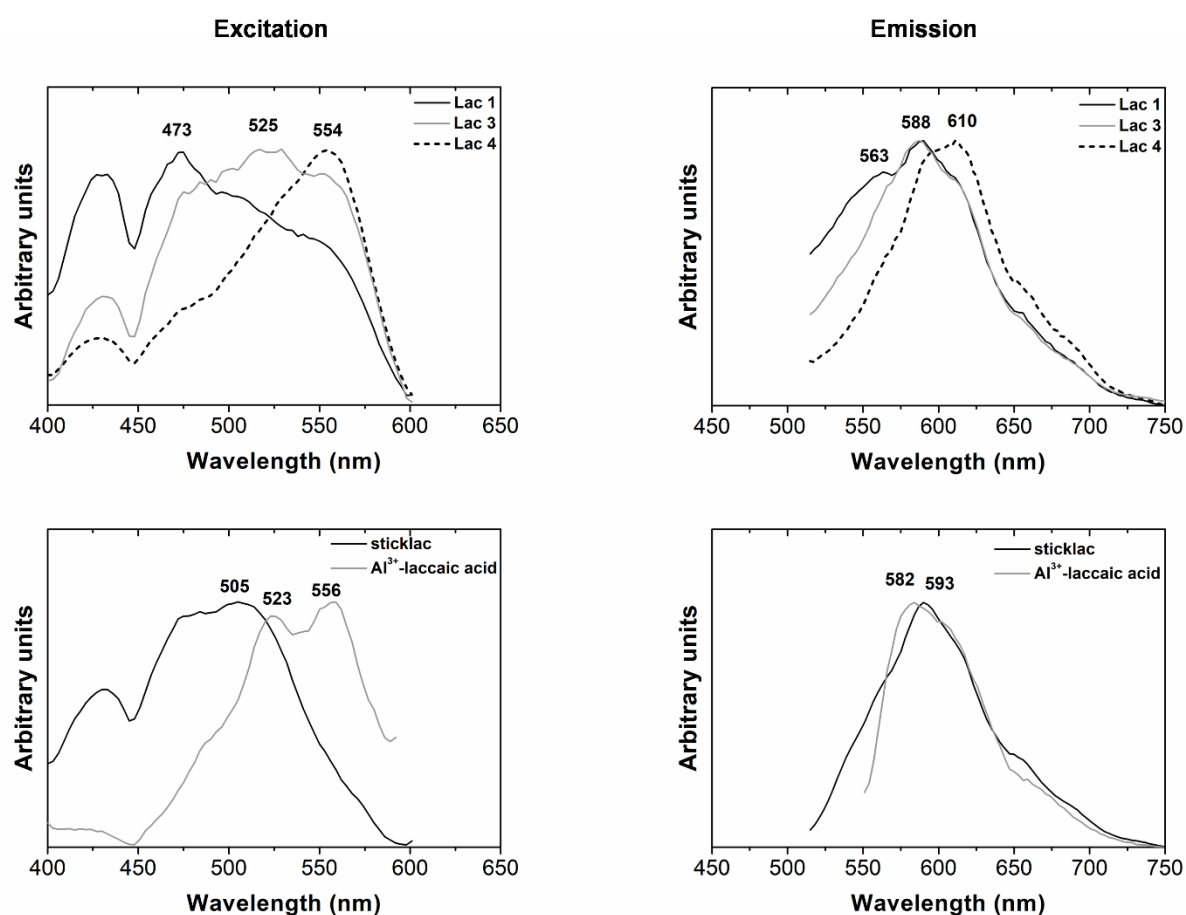 Excitation
Emission
Lac 1
Lac 3
Lac 4
473
525
554
Arbitrary units
400 450 500 550 600 650
Wavelength (nm)
Lac 1
Lac 3
Lac 4
563
588
610
Arbitrary units
450 500 550 600 650 700 750
Wavelength (nm)
sticklac
Al³⁺-laccaic acid
505
523
556
Arbitrary units
400 450 500 550 600 650
Wavelength (nm)
sticklac
Al³⁺-laccaic acid
582
593
Arbitrary units
450 500 550 600 650 700 750
Wavelength (nm)